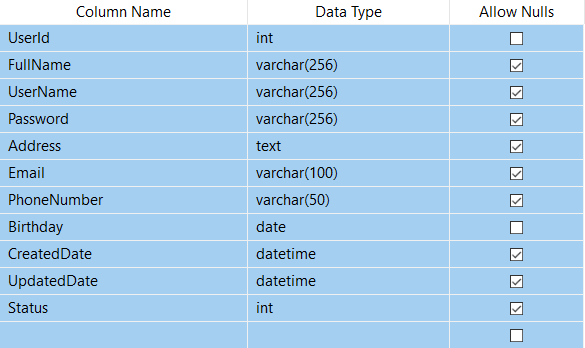 Column Name Data Type Allow Nulls
UserId int
FullName varchar(256)
UserName varchar(256)
Password varchar(256)
Address text
Email varchar(100)
PhoneNumber varchar(50)
Birthday date
CreatedDate datetime
UpdatedDate datetime
Status int